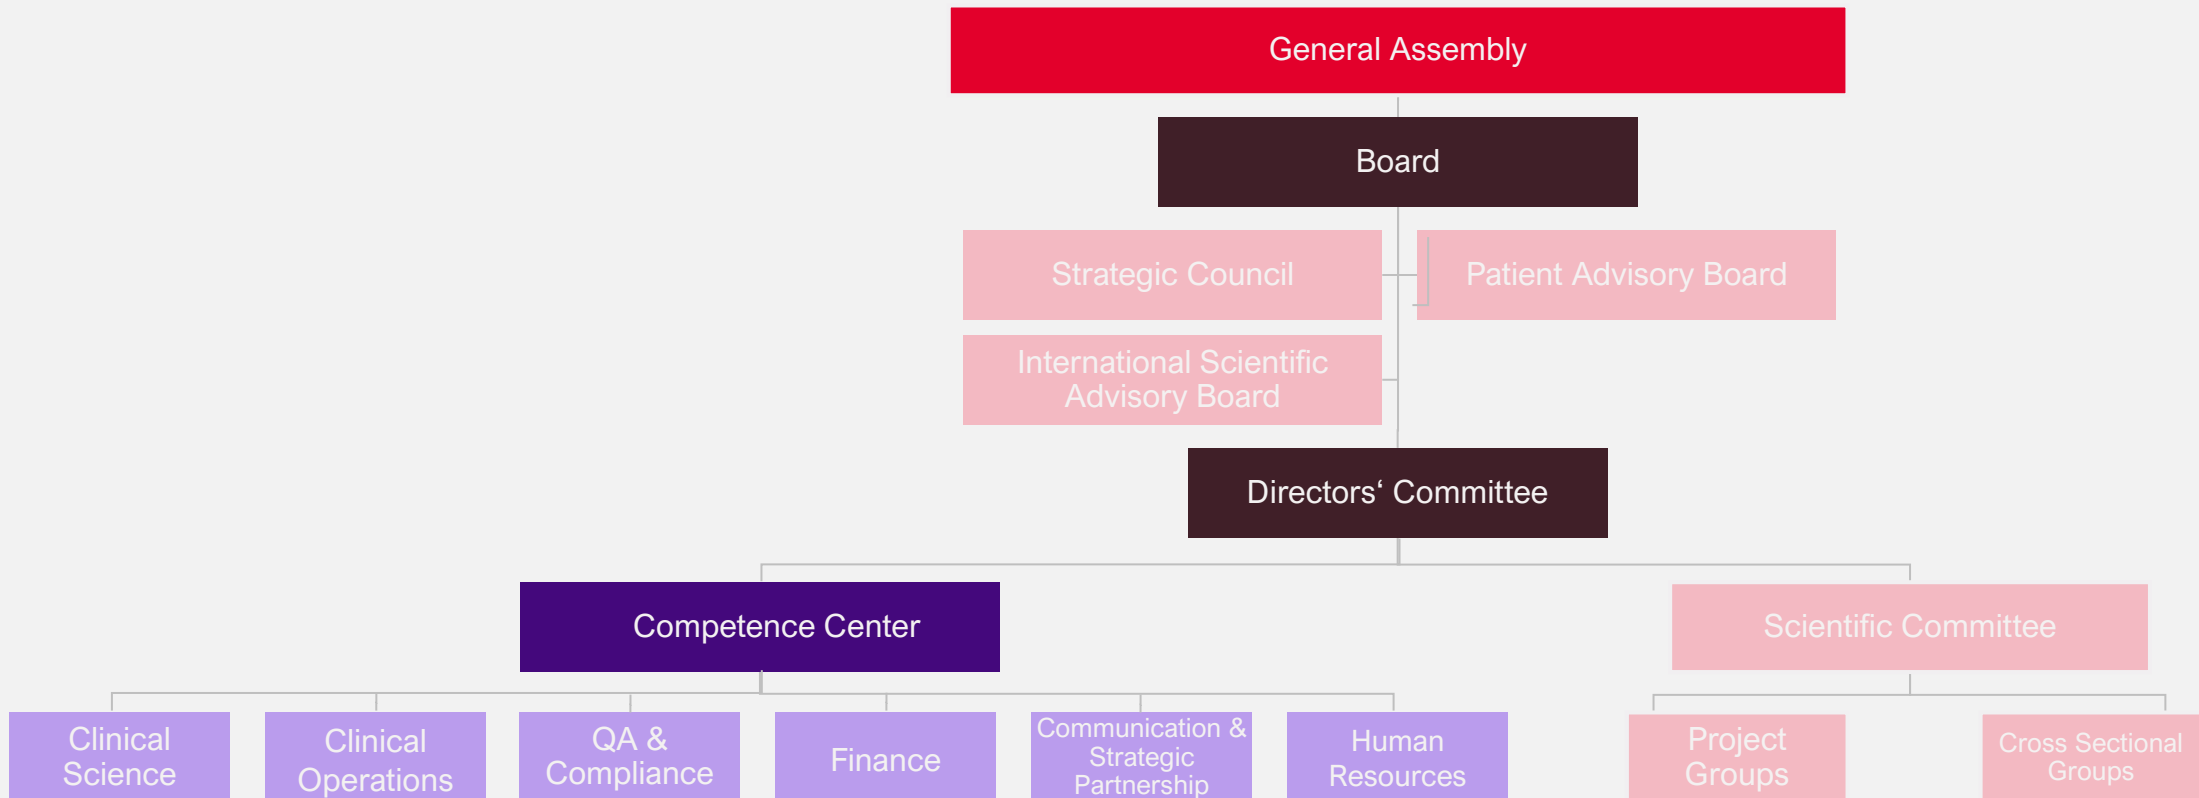 General Assembly
Board
Strategic Council
Patient Advisory Board
International Scientific
Advisory Board
Directors‘ Committee
Competence Center
Scientific Committee
Clinical
Science
Clinical
Operations
QA &
Compliance
Finance
Communication &
Strategic
Partnership
Human
Resources
Project
Groups
Cross Sectional
Groups